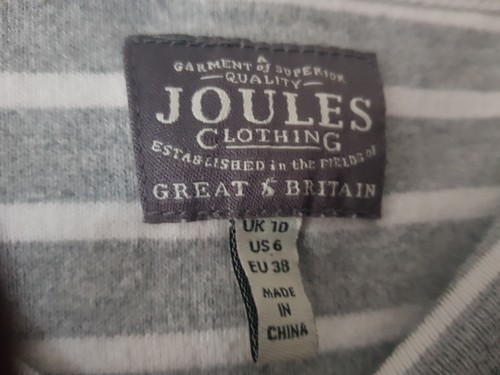 A
GARMENT of SUPERIOR
QUALITY
JOULES
CLOTHING
ESTABLISHED in the FIELDS of
GREAT BRITAIN
UK 10
US 6
EU 38
MADE
IN
CHINA